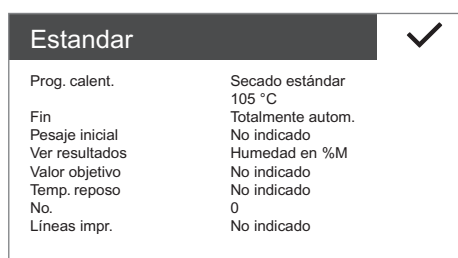 Estandar
Prog. calent. Secado estándar
105 °C
Fin Totalmente autom.
Pesaje inicial No indicado
Ver resultados Humedad en %M
Valor objetivo No indicado
Temp. reposo No indicado
No. 0
Líneas impr. No indicado